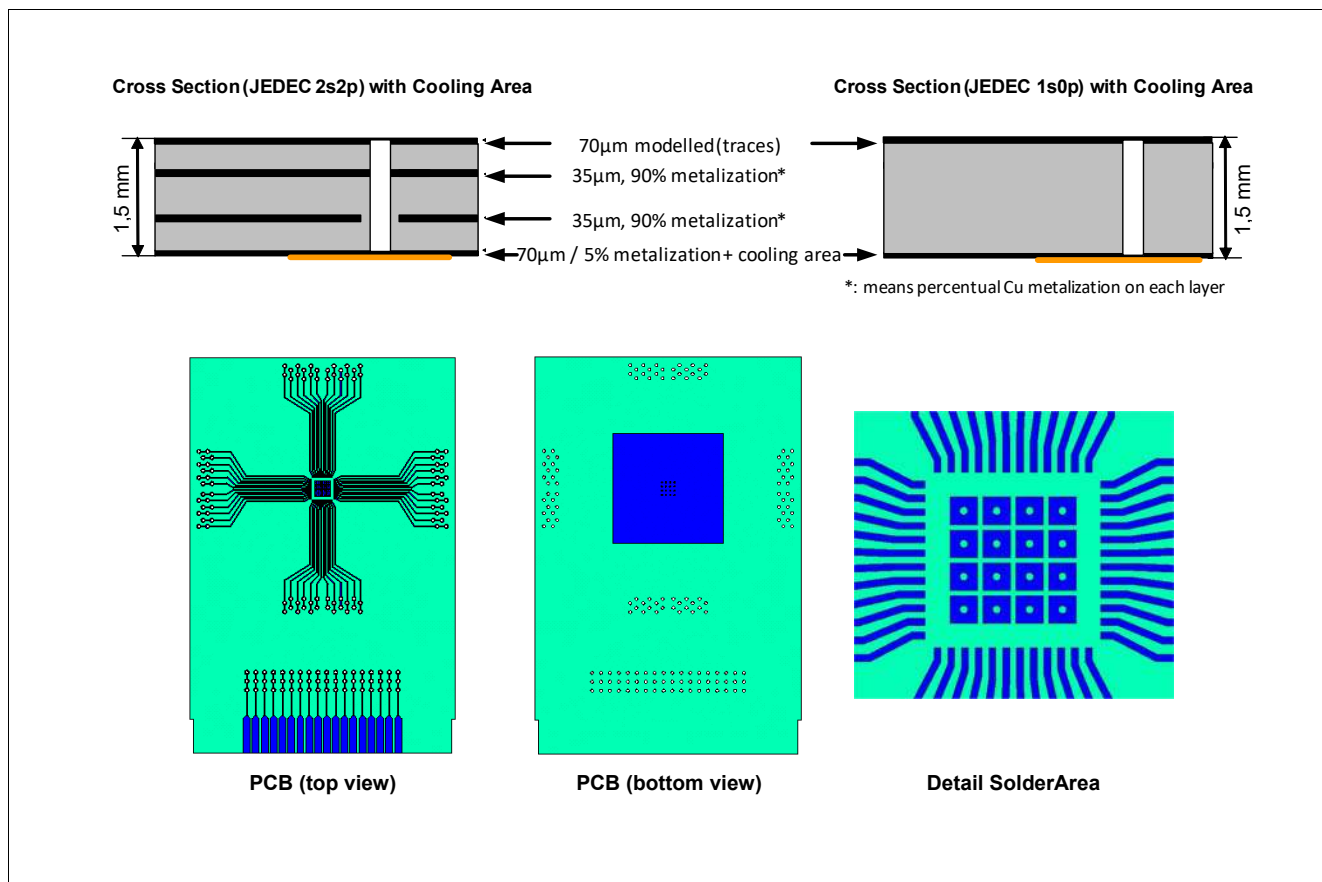 Cross Section (JEDEC 2s2p) with Cooling Area
Cross Section (JEDEC 1s0p) with Cooling Area
1,5 mm
70µm modelled (traces)
35µm, 90% metalization*
35µm, 90% metalization*
70µm / 5% metalization + cooling area
1,5 mm
*: means percentual Cu metalization on each layer
PCB (top view)
PCB (bottom view)
Detail SolderArea